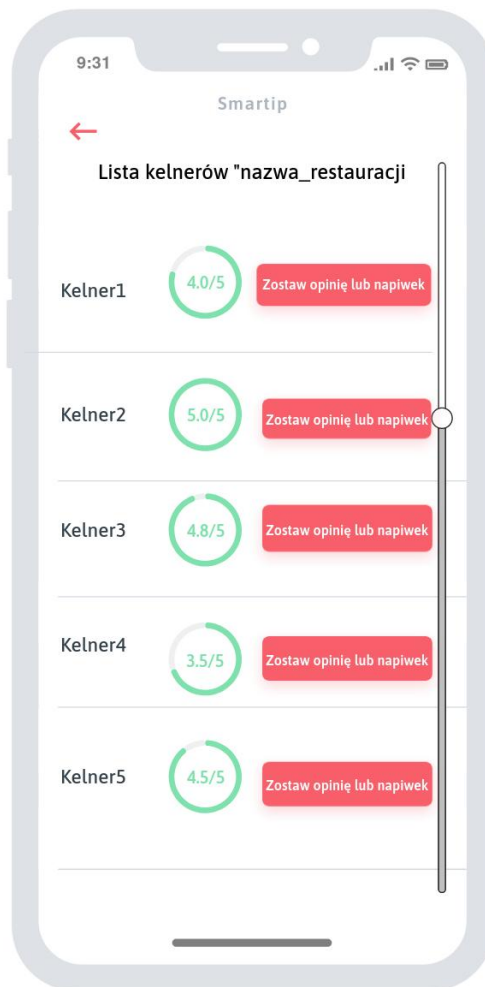 9:31
Smartip
Lista kelnerów "nazwa_restauracji
Kelner1
4.0/5
Zostaw opinię lub napiwek
Kelner2
5.0/5
Zostaw opinię lub napiwek
Kelner3
4.8/5
Zostaw opinię lub napiwek
Kelner4
3.5/5
Zostaw opinię lub napiwek
Kelner5
4.5/5
Zostaw opinię lub napiwek